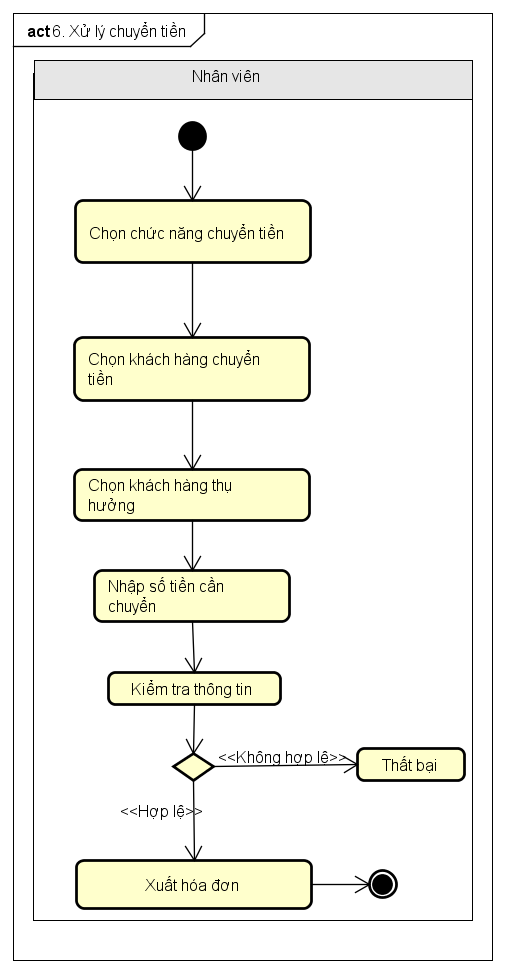 act 6. Xử lý chuyển tiền
Nhân viên
Chọn chức năng chuyển tiền
Chọn khách hàng chuyển
tiền
Chọn khách hàng thụ
hưởng
Nhập số tiền cần
chuyển
Kiểm tra thông tin
<<Không hợp lệ>>
Thất bại
<<Hợp lệ>>
Xuất hóa đơn